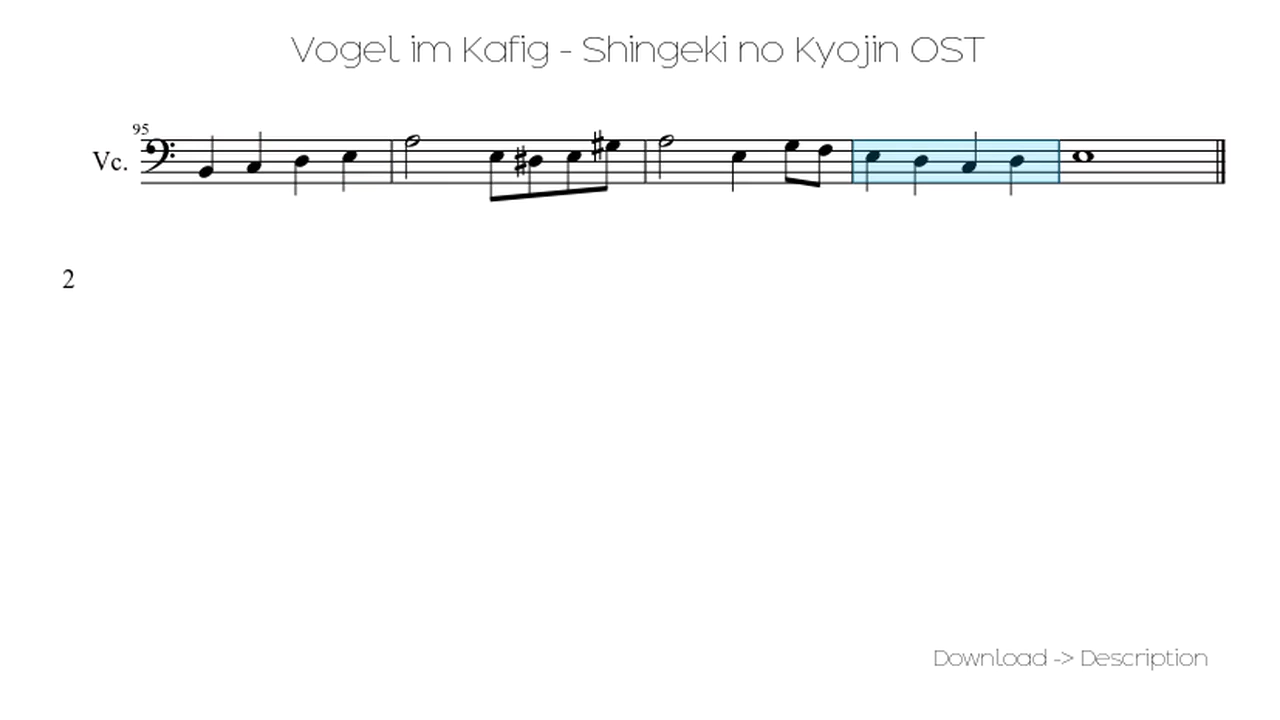 Vogel im Kafig - Shingeki no Kyojin OST
95
Vc.
2
Download -> Description